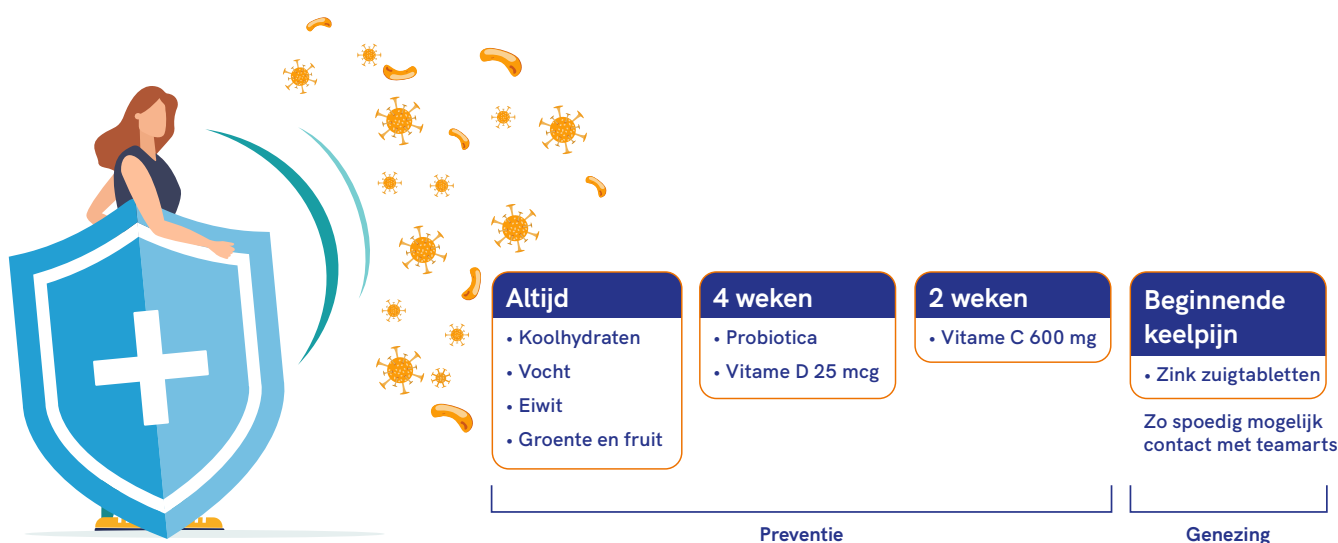 Altijd
• Koolhydraten
• Vocht
• Eiwit
• Groente en fruit
4 weken
• Probiotica
• Vitame D 25 mcg
2 weken
• Vitame C 600 mg
Beginnende
keelpijn
• Zink zuigtabletten
Zo spoedig mogelijk
contact met teamarts
Preventie
Genezing